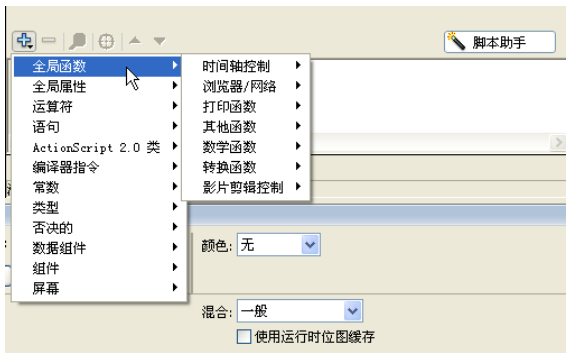 脚本助手
全局函数
全局属性
运算符
语句
ActionScript 2.0 类
编译器指令
常数
类型
否决的
数据组件
组件
屏幕
时间轴控制
浏览器/网络
打印函数
其他函数
数学函数
转换函数
影片剪辑控制
颜色: 无
混合: 一般
使用运行时位图缓存